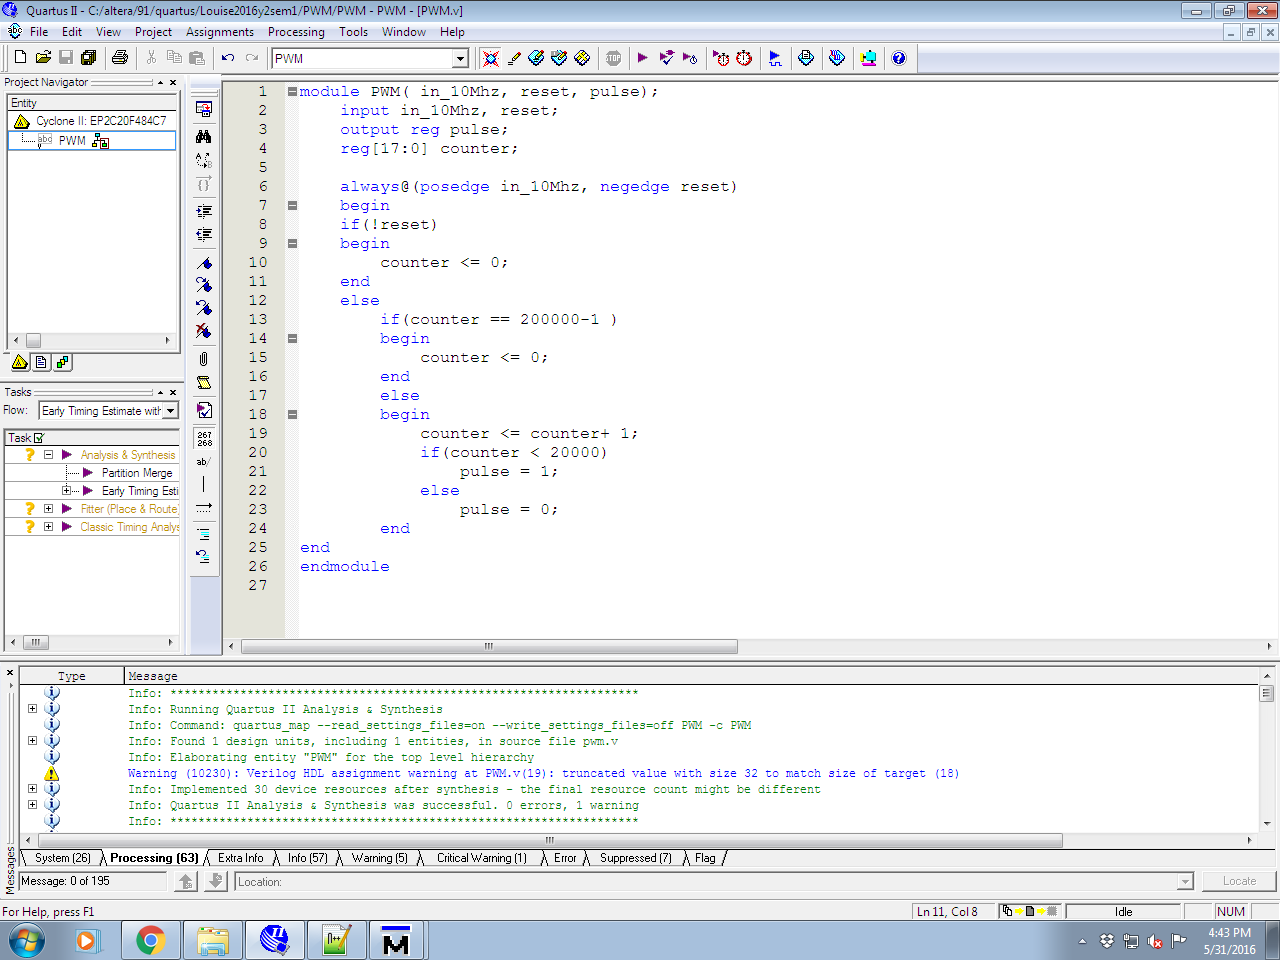 Quartus II - C:/altera/91/quartus/Louise2016y2sem1/PWM/PWM - PWM - [PWM.v]
File Edit View Project Assignments Processing Tools Window Help
PWM
Project Navigator
Entity
Cyclone II: EP2C20F484C7
PWM
Tasks
Flow: Early Timing Estimate with
Task
Analysis & Synthesis
Partition Merge
Early Timing Esti
Fitter (Place & Route
Classic Timing Analys
267
268
ab/
1 module PWM( in_10Mhz, reset, pulse);
2 input in_10Mhz, reset;
3 output reg pulse;
4 reg[17:0] counter;
5
6 always@(posedge in_10Mhz, negedge reset)
7 begin
8 if(!reset)
9 begin
10 counter <= 0;
11 end
12 else
13 if(counter == 200000-1 )
14 begin
15 counter <= 0;
16 end
17 else
18 begin
19 counter <= counter+ 1;
20 if(counter < 20000)
21 pulse = 1;
22 else
23 pulse = 0;
24 end
25 end
26 endmodule
27
Type Message
Info: *******************************************************************
Info: Running Quartus II Analysis & Synthesis
Info: Command: quartus_map --read_settings_files=on --write_settings_files=off PWM -c PWM
Info: Found 1 design units, including 1 entities, in source file pwm.v
Info: Elaborating entity "PWM" for the top level hierarchy
Warning (10230): Verilog HDL assignment warning at PWM.v(19): truncated value with size 32 to match size of target (18)
Info: Implemented 30 device resources after synthesis - the final resource count might be different
Info: Quartus II Analysis & Synthesis was successful. 0 errors, 1 warning
Info: *******************************************************************
System (26) Processing (63) Extra Info Info (57) Warning (5) Critical Warning (1) Error Suppressed (7) Flag
Messages
Message: 0 of 195 Location: Locate
For Help, press F1 Ln 11, Col 8 Idle NUM
4:43 PM
5/31/2016